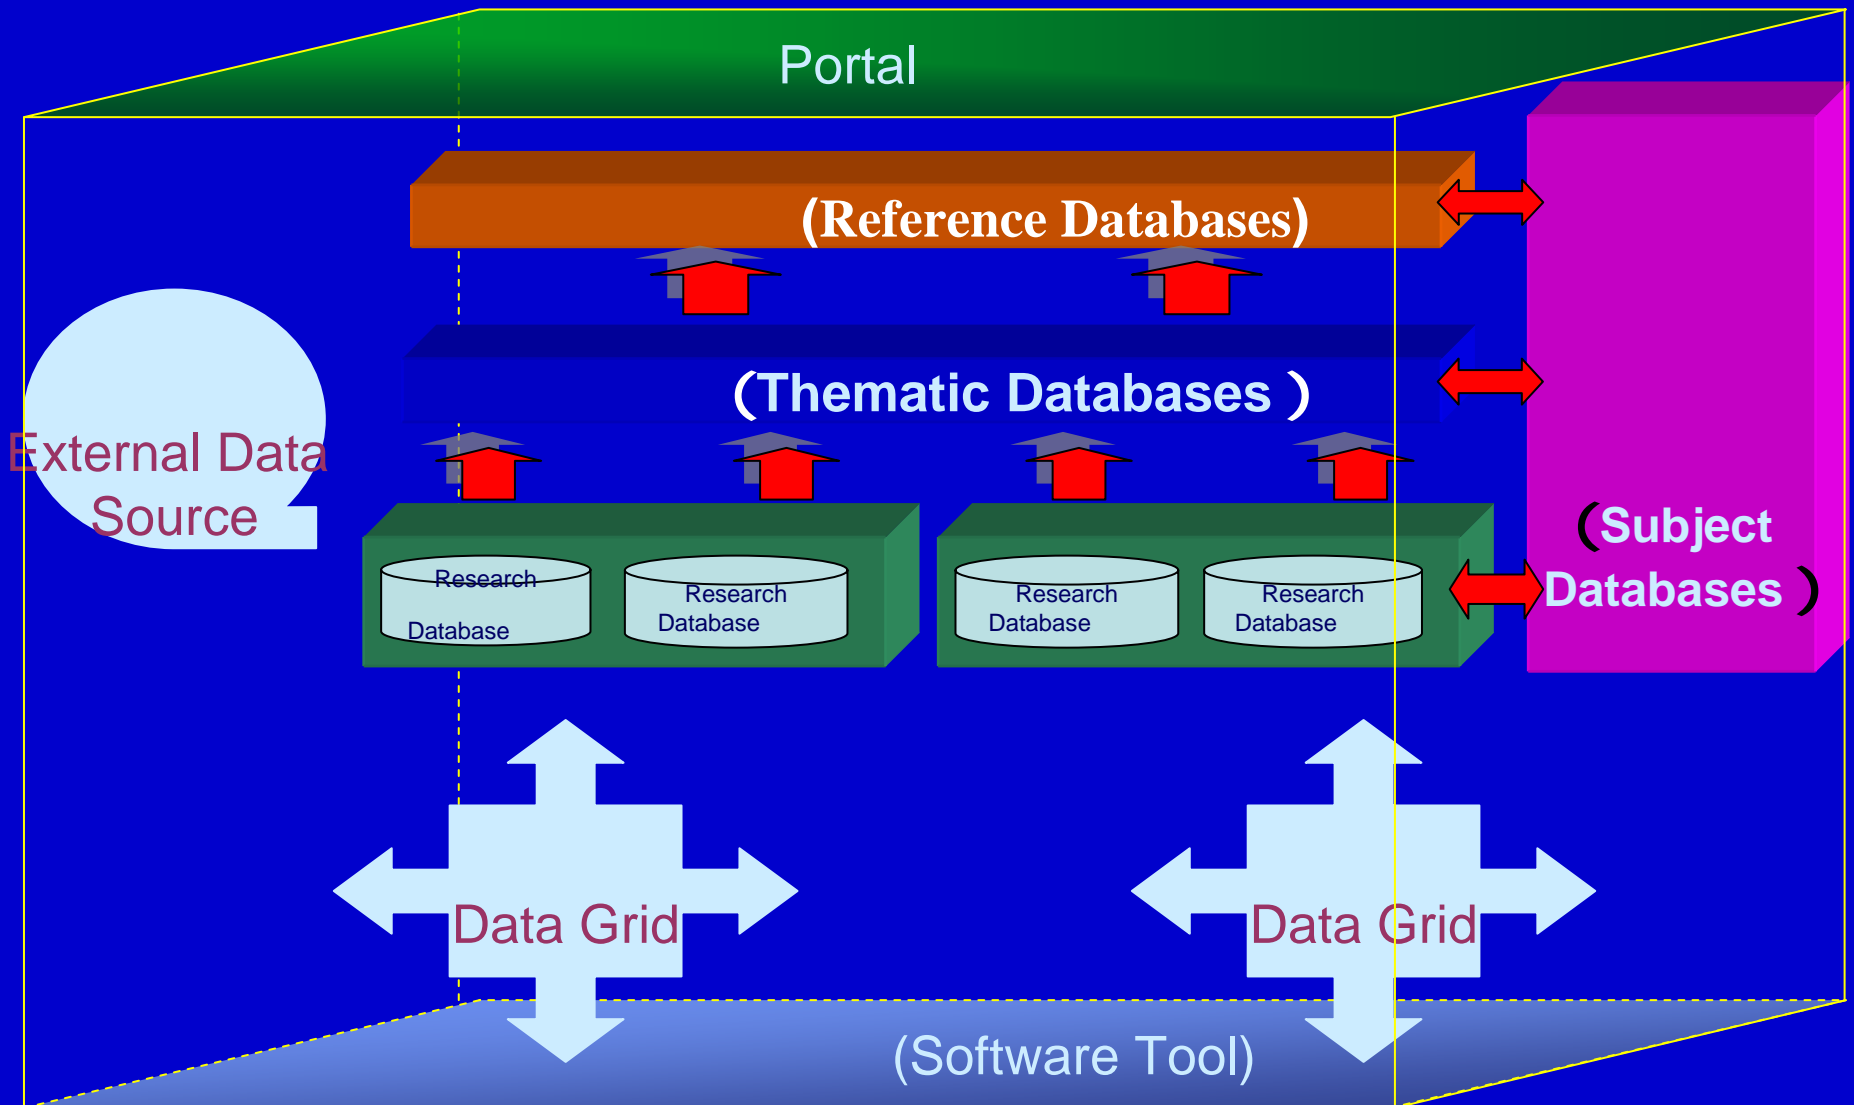 Portal
(Reference Databases)
（Thematic Databases ）
External Data
Source
Research
Database
Research
Database
Research
Database
Research
Database
（Subject
Databases ）
Data Grid
Data Grid
(Software Tool)